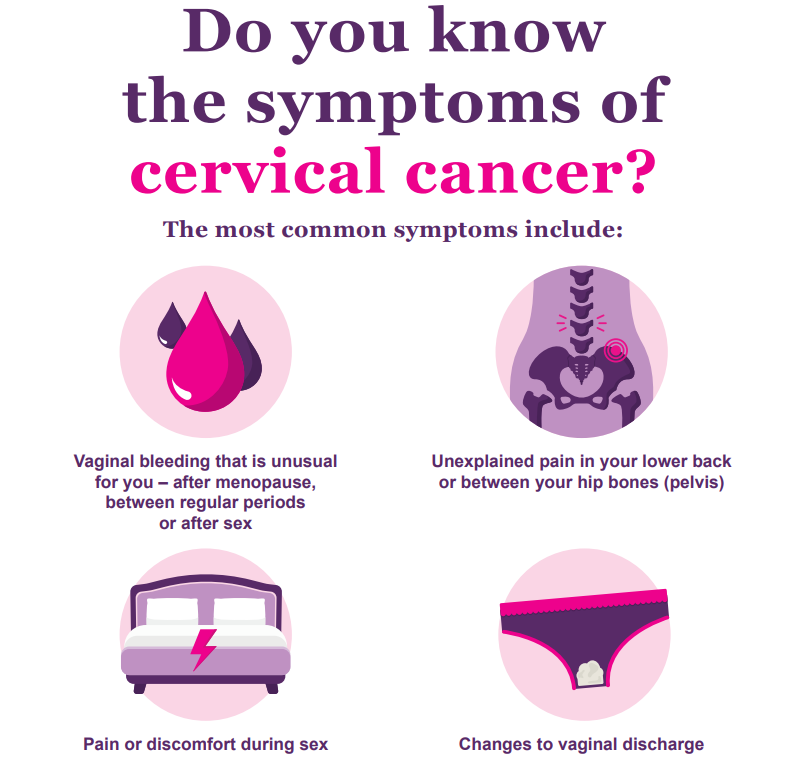 Do you know
the symptoms of
cervical cancer?
The most common symptoms include:
Vaginal bleeding that is unusual
for you – after menopause,
between regular periods
or after sex
Unexplained pain in your lower back
or between your hip bones (pelvis)
Pain or discomfort during sex
Changes to vaginal discharge